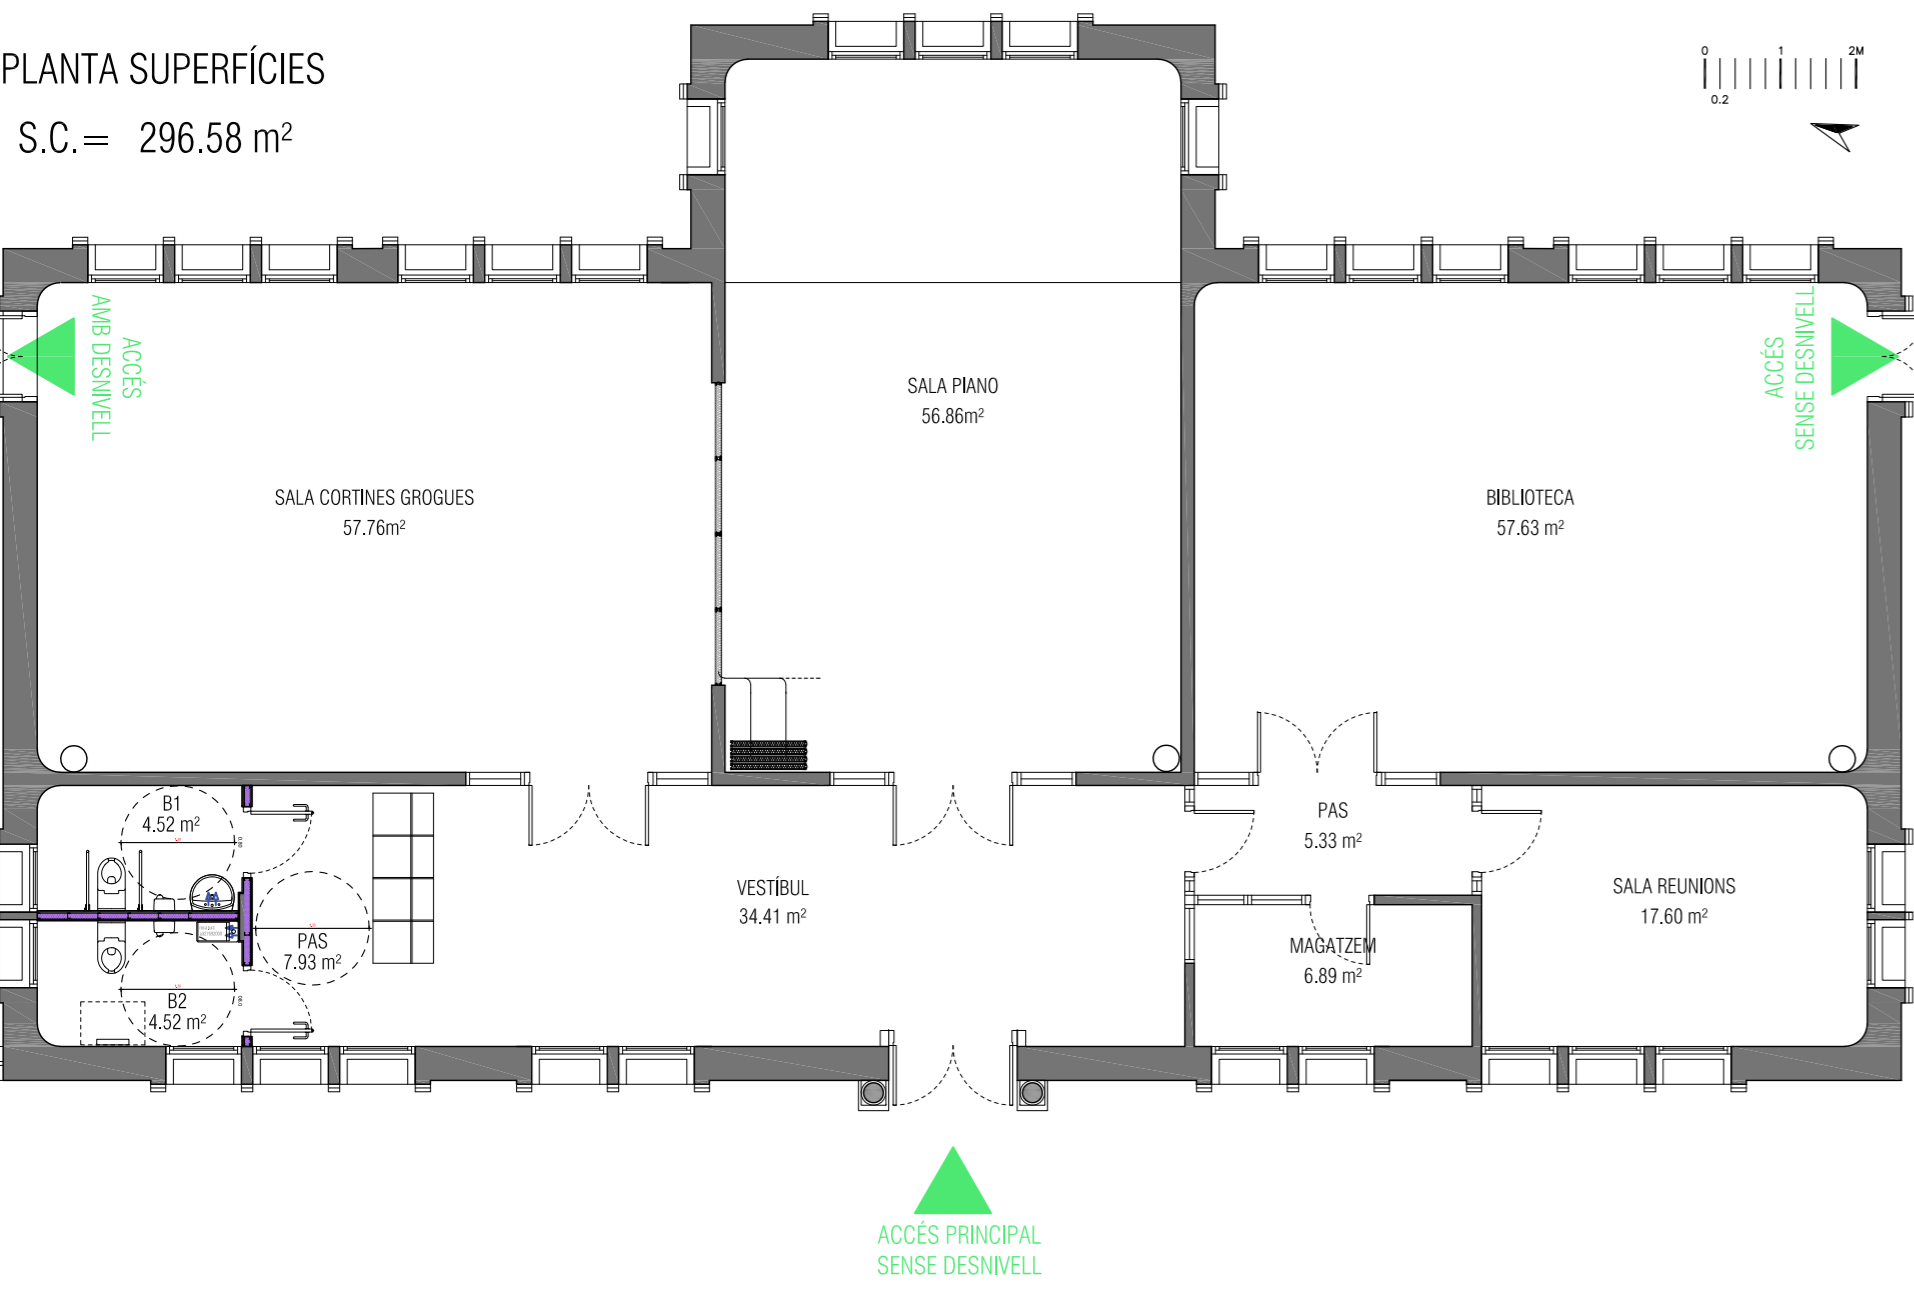 PLANTA SUPERFÍCIES
S.C.= 296.58 m²
0 1 2M
0.2
ACCÉS
AMB DESNIVELL
ACCÉS
SENSE DESNIVELL
SALA PIANO
56.86m²
SALA CORTINES GROGUES
57.76m²
BIBLIOTECA
57.63 m²
B1
4.52 m²
PAS
5.33 m²
VESTÍBUL
34.41 m²
SALA REUNIONS
17.60 m²
PAS
7.93 m²
MAGATZEM
6.89 m²
B2
4.52 m²
ACCÉS PRINCIPAL
SENSE DESNIVELL